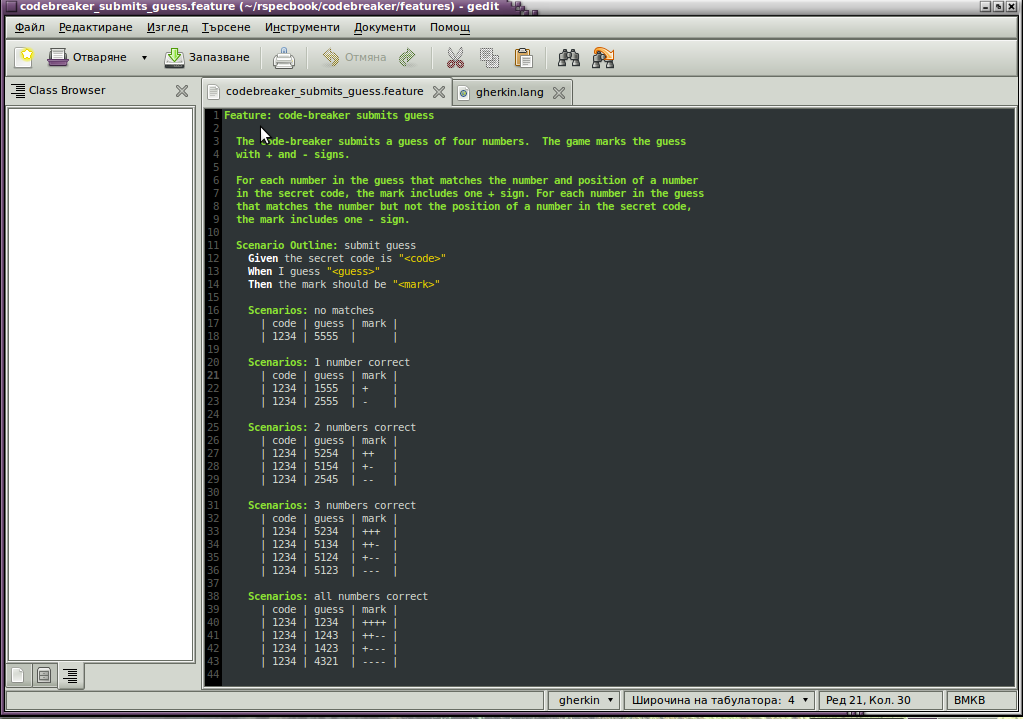 codebreaker_submits_guess.feature (~/rspecbook/codebreaker/features) - gedit
Файл Редактиране Изглед Търсене Инструменти Документи Помощ
Отваряне Запазване Отмяна
Class Browser codebreaker_submits_guess.feature gherkin.lang
1 Feature: code-breaker submits guess
2
3 The code-breaker submits a guess of four numbers.  The game marks the guess
4 with + and - signs.
5
6 For each number in the guess that matches the number and position of a number
7 in the secret code, the mark includes one + sign. For each number in the guess
8 that matches the number but not the position of a number in the secret code,
9 the mark includes one - sign.
10
11 Scenario Outline: submit guess
12 Given the secret code is "<code>"
13 When I guess "<guess>"
14 Then the mark should be "<mark>"
15
16 Scenarios: no matches
17 | code | guess | mark |
18 | 1234 | 5555  |      |
19
20 Scenarios: 1 number correct
21 | code | guess | mark |
22 | 1234 | 1555  | +    |
23 | 1234 | 2555  | -    |
24
25 Scenarios: 2 numbers correct
26 | code | guess | mark |
27 | 1234 | 5254  | ++   |
28 | 1234 | 5154  | +-   |
29 | 1234 | 2545  | --   |
30
31 Scenarios: 3 numbers correct
32 | code | guess | mark |
33 | 1234 | 5234  | +++  |
34 | 1234 | 5134  | ++-  |
35 | 1234 | 5124  | +--  |
36 | 1234 | 5123  | ---  |
37
38 Scenarios: all numbers correct
39 | code | guess | mark |
40 | 1234 | 1234  | ++++ |
41 | 1234 | 1243  | ++-- |
42 | 1234 | 1423  | +--- |
43 | 1234 | 4321  | ---- |
44
gherkin Широчина на табулатора: 4 Ред 21, Кол. 30 ВМКВ